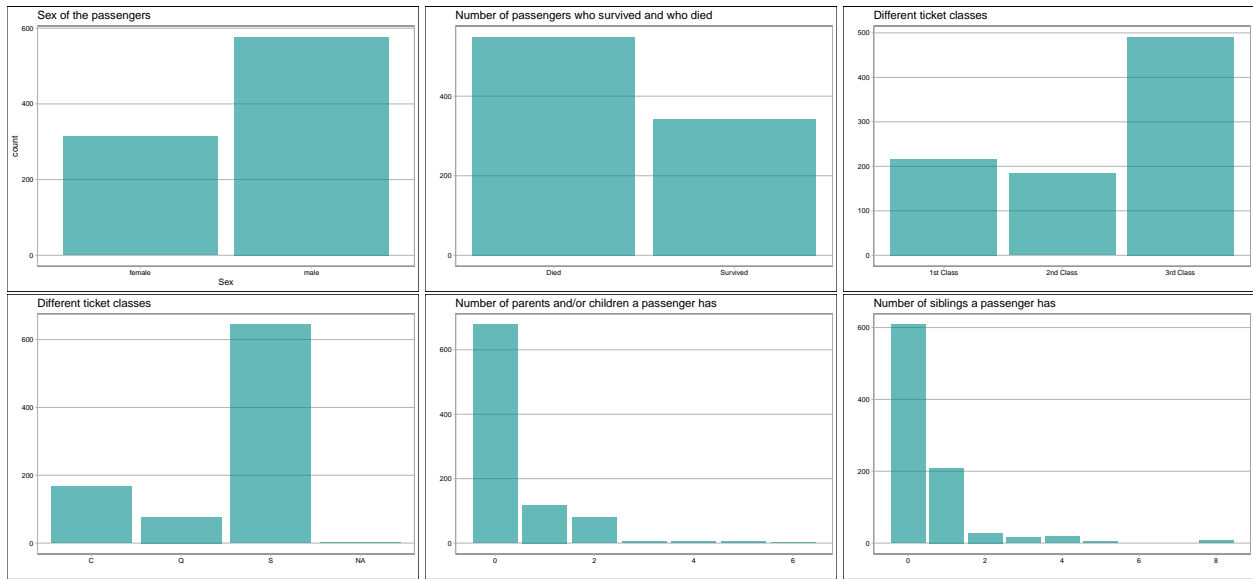 Sex of the passengers
600
400
200
0
count
female male
Sex
Number of passengers who survived and who died
400
200
0
Died Survived
Different ticket classes
500
400
300
200
100
0
1st Class 2nd Class 3rd Class
Different ticket classes
600
400
200
0
C Q S NA
Number of parents and/or children a passenger has
600
400
200
0
0 2 4 6
Number of siblings a passenger has
600
400
200
0
0 2 4 6 8